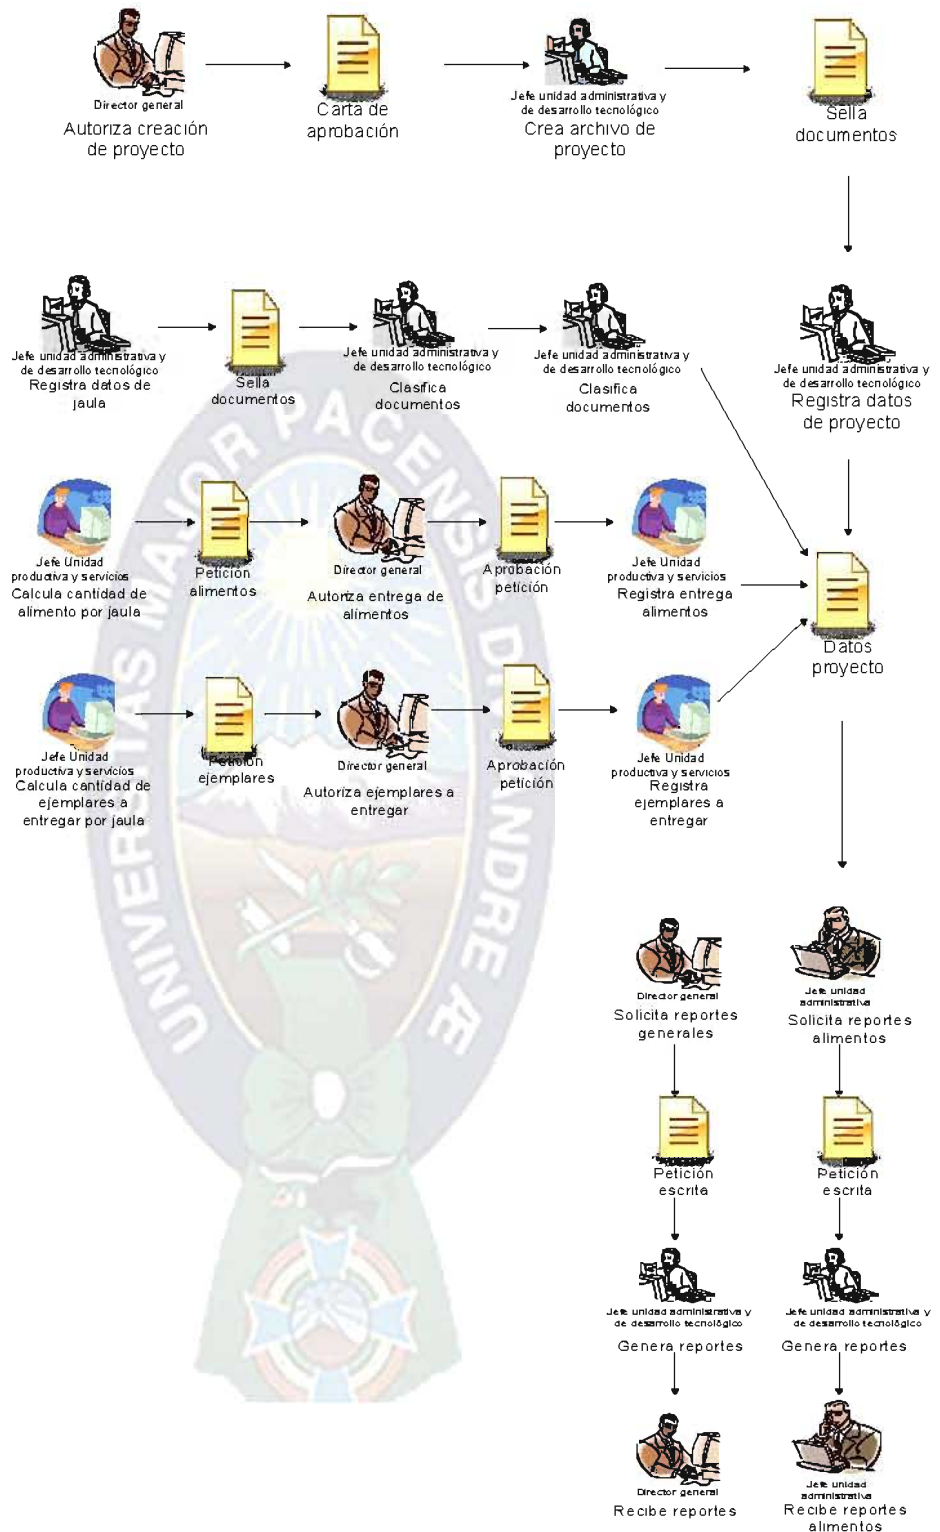 Director general
Autoriza creación
de proyecto
Carta de
aprobación
Jefe unidad administrativa y
de desarrollo tecnológico
Crea archivo de
proyecto
Sella
documentos
Jefe unidad administrativa y
de desarrollo tecnológico
Registra datos de
jaula
Sella
documentos
Jefe unidad administrativa y
de desarrollo tecnológico
Clasifica
documentos
Jefe unidad administrativa y
de desarrollo tecnológico
Clasifica
documentos
Jefe unidad administrativa y
de desarrollo tecnológico
Registra datos
de proyecto
Jefe Unidad
productiva y servicios
Calcula cantidad de
alimento por jaula
Petición
alimentos
Director general
Autoriza entrega de
alimentos
Aprobación
petición
Jefe Unidad
productiva y servicios
Registra entrega
alimentos
Datos
proyecto
Jefe Unidad
productiva y servicios
Calcula cantidad de
ejemplares a
entregar por jaula
Petición
ejemplares
Director general
Autoriza ejemplares a
entregar
Aprobación
petición
Jefe Unidad
productiva y servicios
Registra
ejemplares a
entregar
Director general
Solicita reportes
generales
Jefe unidad
administrativa
Solicita reportes
alimentos
Petición
escrita
Petición
escrita
Jefe unidad administrativa y
de desarrollo tecnológico
Genera reportes
Jefe unidad administrativa y
de desarrollo tecnológico
Genera reportes
Director general
Recibe reportes
Jefe unidad
administrativa
Recibe reportes
alimentos
UNIVERSITAS MAIOR PACENSIS DIVI ANDRE Æ